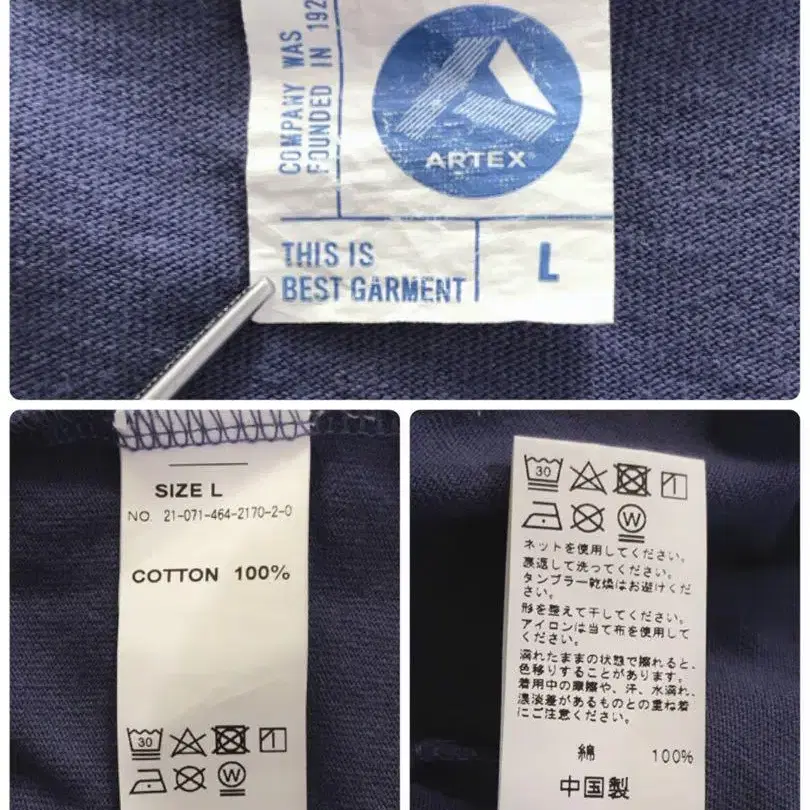 COMPANY WAS
FOUNDED IN 192
ARTEX
THIS IS
BEST GARMENT
L
SIZE L
NO. 21-071-464-2170-2-0
COTTON 100%
30
W
30
W
ネットを使用してください。
裏返して洗ってください。
タンブラー乾燥はお避けくだ
さい。
形を整えて干してください。
アイロンは当て布を使用して
ください。
濡れたままの状態で擦れると、
色移りすることがあります。
着用中の摩擦や、汗、水濡れ、
濃淡差があるものとの重ね着
にご注意ください。
綿 100%
中国製